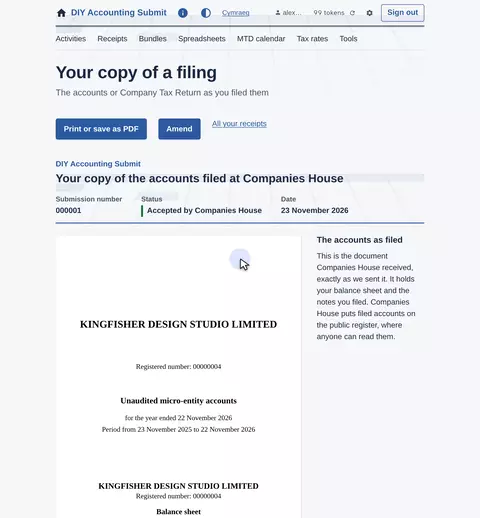 DIY Accounting Submit
Cymraeg
alex...
99 tokens
Sign out
Activities
Receipts
Bundles
Spreadsheets
MTD calendar
Tax rates
Tools
Your copy of a filing
The accounts or Company Tax Return as you filed them
Print or save as PDF
Amend
All your receipts
DIY Accounting Submit
Your copy of the accounts filed at Companies House
Submission number
000001
Status
Accepted by Companies House
Date
23 November 2026
KINGFISHER DESIGN STUDIO LIMITED
Registered number: 00000004
Unaudited micro-entity accounts
for the year ended 22 November 2026
Period from 23 November 2025 to 22 November 2026
KINGFISHER DESIGN STUDIO LIMITED
Registered number: 00000004
Balance sheet
The accounts as filed
This is the document
Companies House received,
exactly as we sent it. It holds
your balance sheet and the
notes you filed. Companies
House puts filed accounts on
the public register, where
anyone can read them.